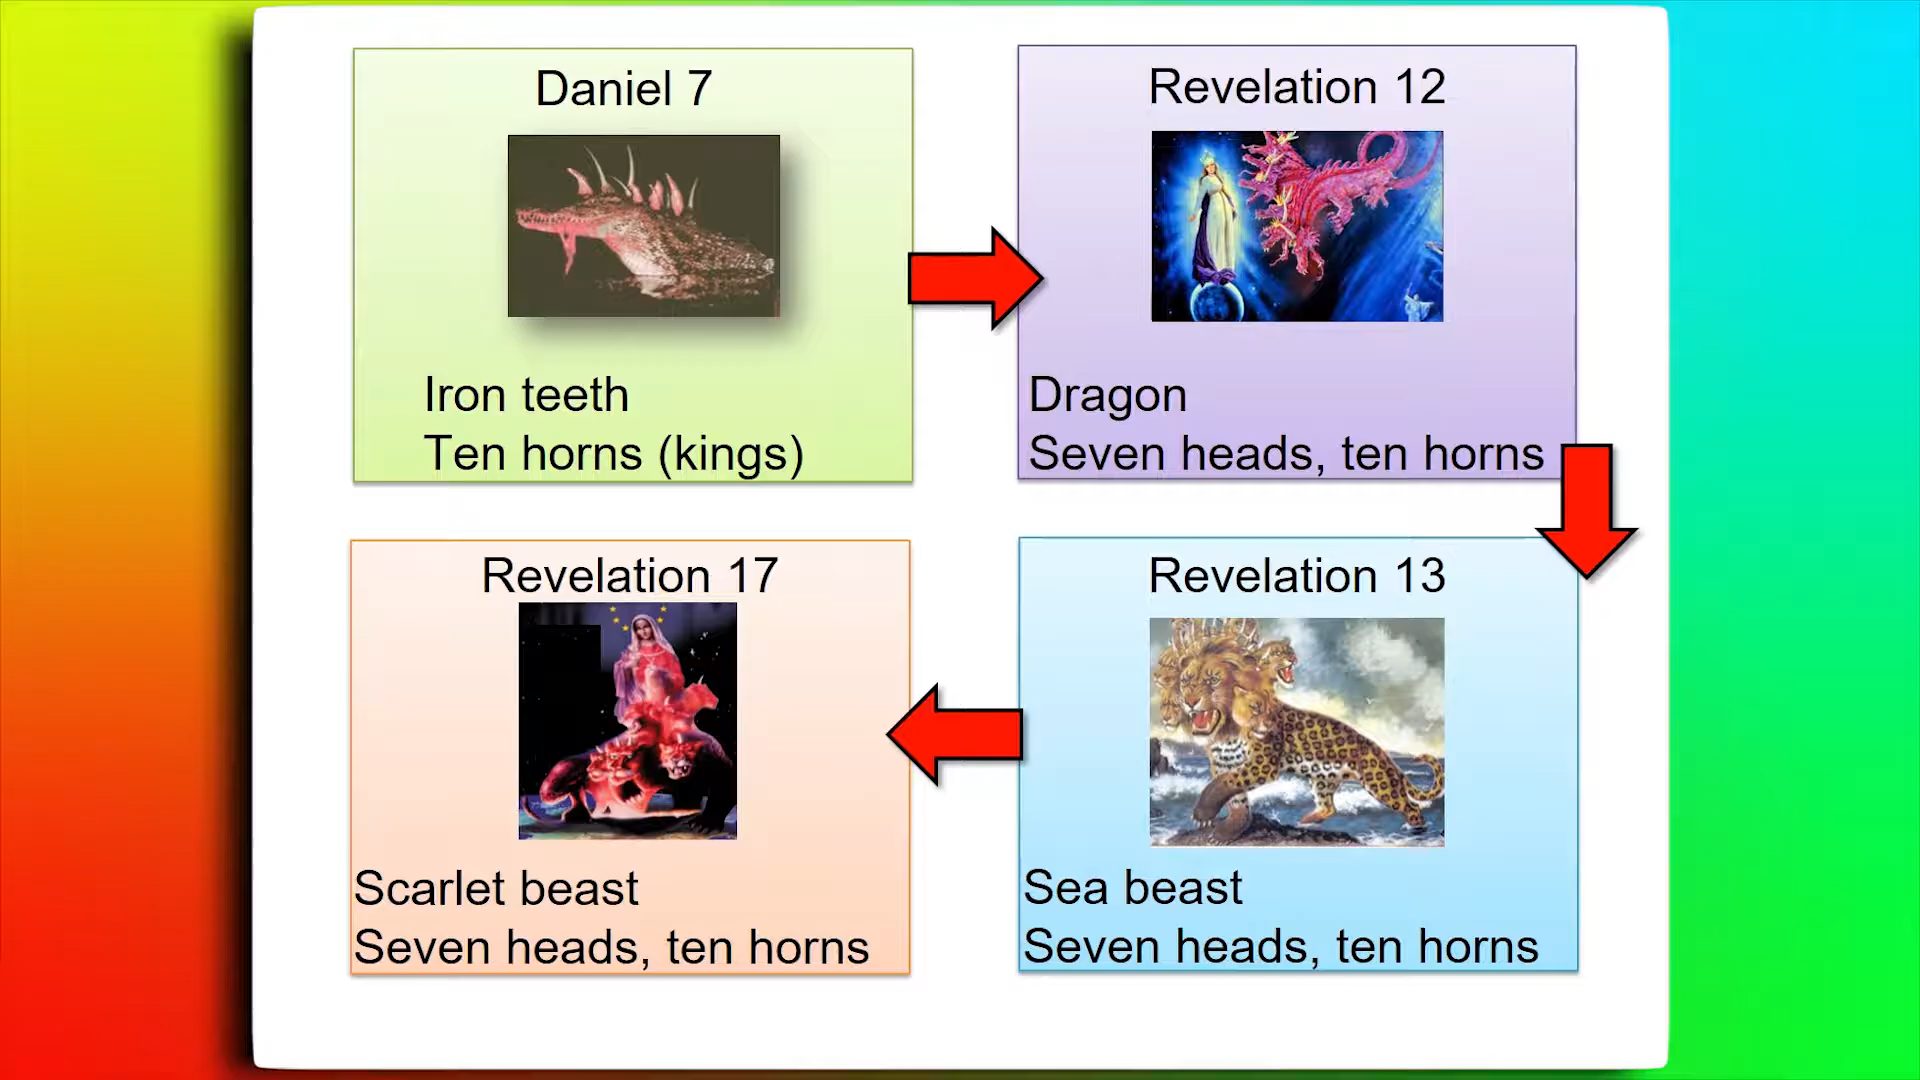 Daniel 7
Iron teeth
Ten horns (kings)
Revelation 12
Dragon
Seven heads, ten horns
Revelation 13
Sea beast
Seven heads, ten horns
Revelation 17
Scarlet beast
Seven heads, ten horns